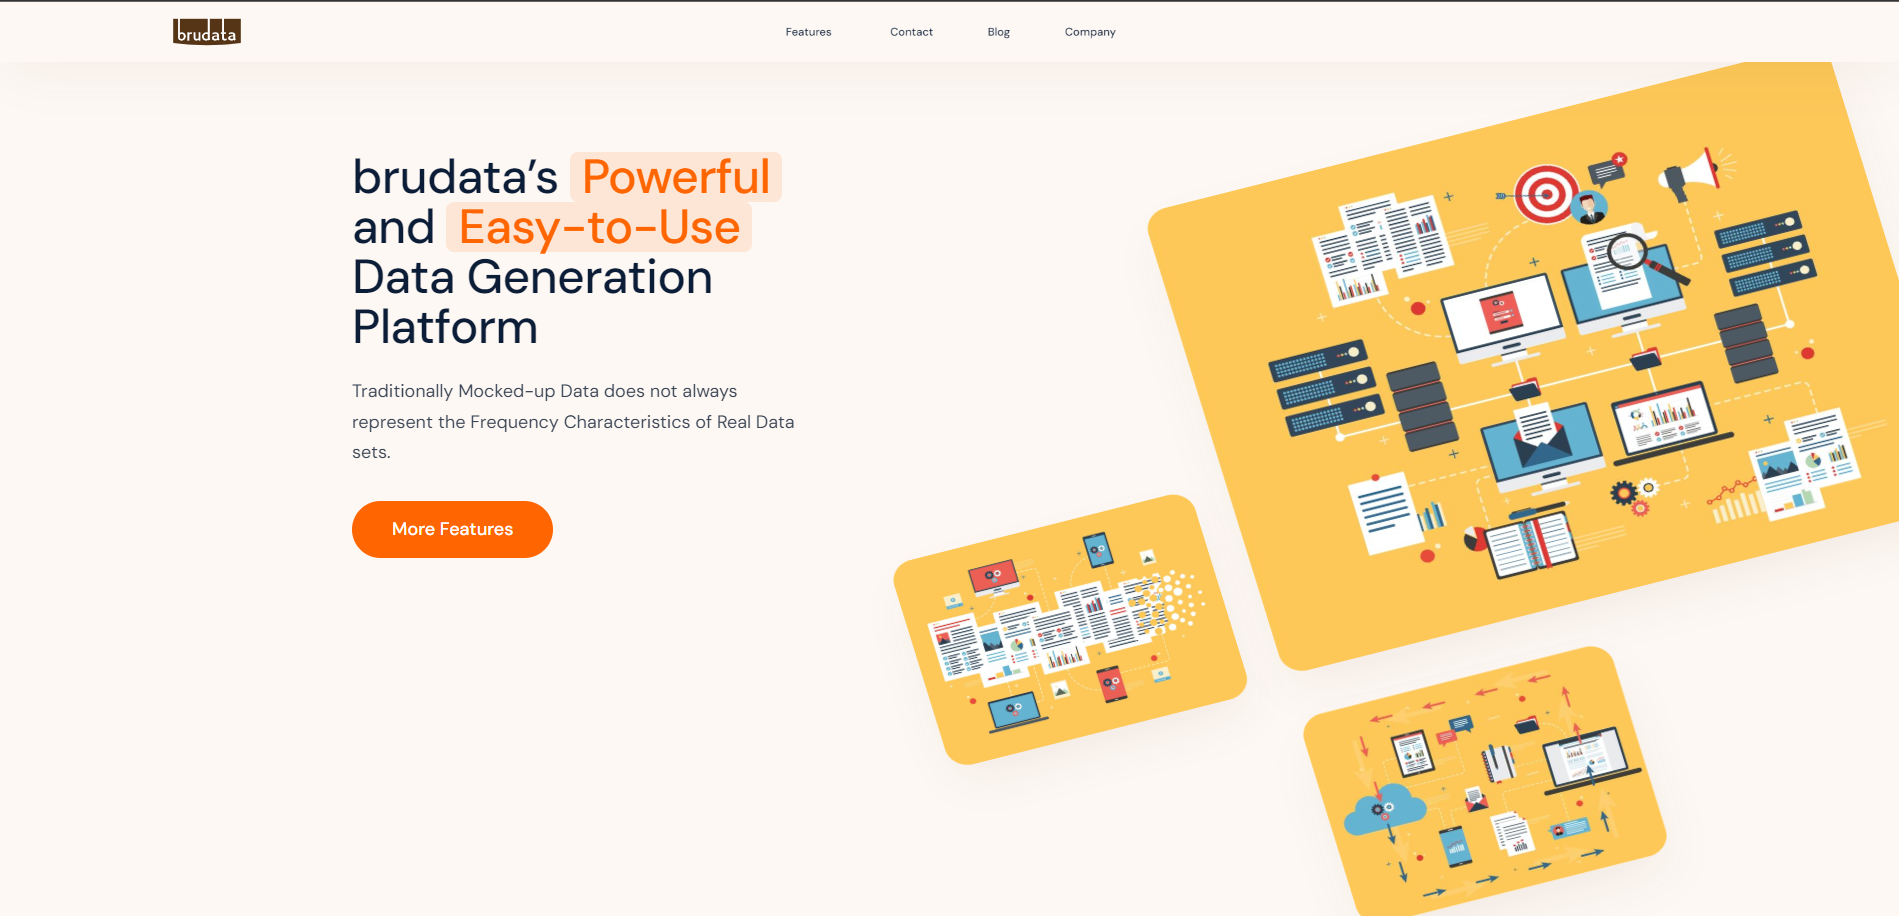 brudata
Features
Contact
Blog
Company
brudata’s Powerful
and Easy-to-Use
Data Generation
Platform
Traditionally Mocked-up Data does not always
represent the Frequency Characteristics of Real Data
sets.
More Features